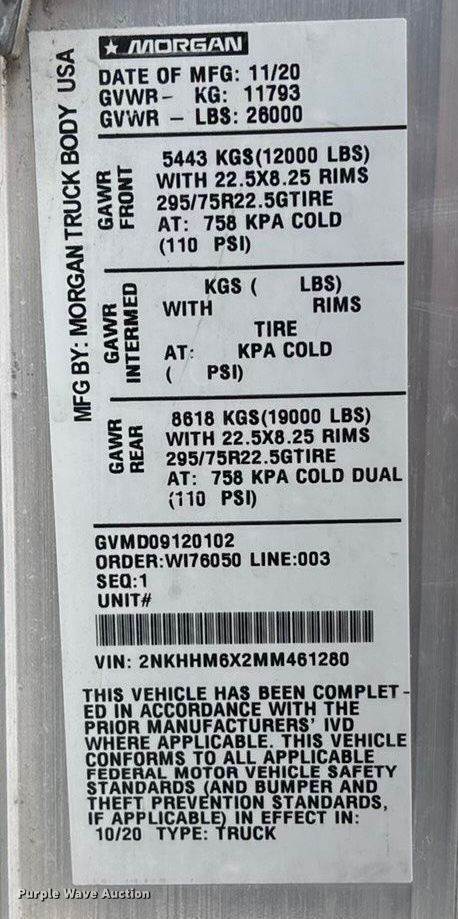 MORGAN
MFG BY: MORGAN TRUCK BODY USA
DATE OF MFG: 11/20
GVWR- KG: 11793
GVWR - LBS: 26000
GAWR
FRONT
5443 KGS(12000 LBS)
WITH 22.5X8.25 RIMS
295/75R22.5GTIRE
AT: 758 KPA COLD
(110 PSI)
GAWR
INTERMED
KGS ( LBS)
WITH RIMS
TIRE
AT: KPA COLD
( PSI)
GAWR
REAR
8618 KGS(19000 LBS)
WITH 22.5X8.25 RIMS
295/75R22.5GTIRE
AT: 758 KPA COLD DUAL
(110 PSI)
GVMD09120102
ORDER:WI76050 LINE:003
SEQ:1
UNIT#
VIN: 2NKHHM6X2MM461280
THIS VEHICLE HAS BEEN COMPLET-
ED IN ACCORDANCE WITH THE
PRIOR MANUFACTURERS' IVD
WHERE APPLICABLE. THIS VEHICLE
CONFORMS TO ALL APPLICABLE
FEDERAL MOTOR VEHICLE SAFETY
STANDARDS (AND BUMPER AND
THEFT PREVENTION STANDARDS,
IF APPLICABLE) IN EFFECT IN:
10/20 TYPE: TRUCK
Purple Wave Auction